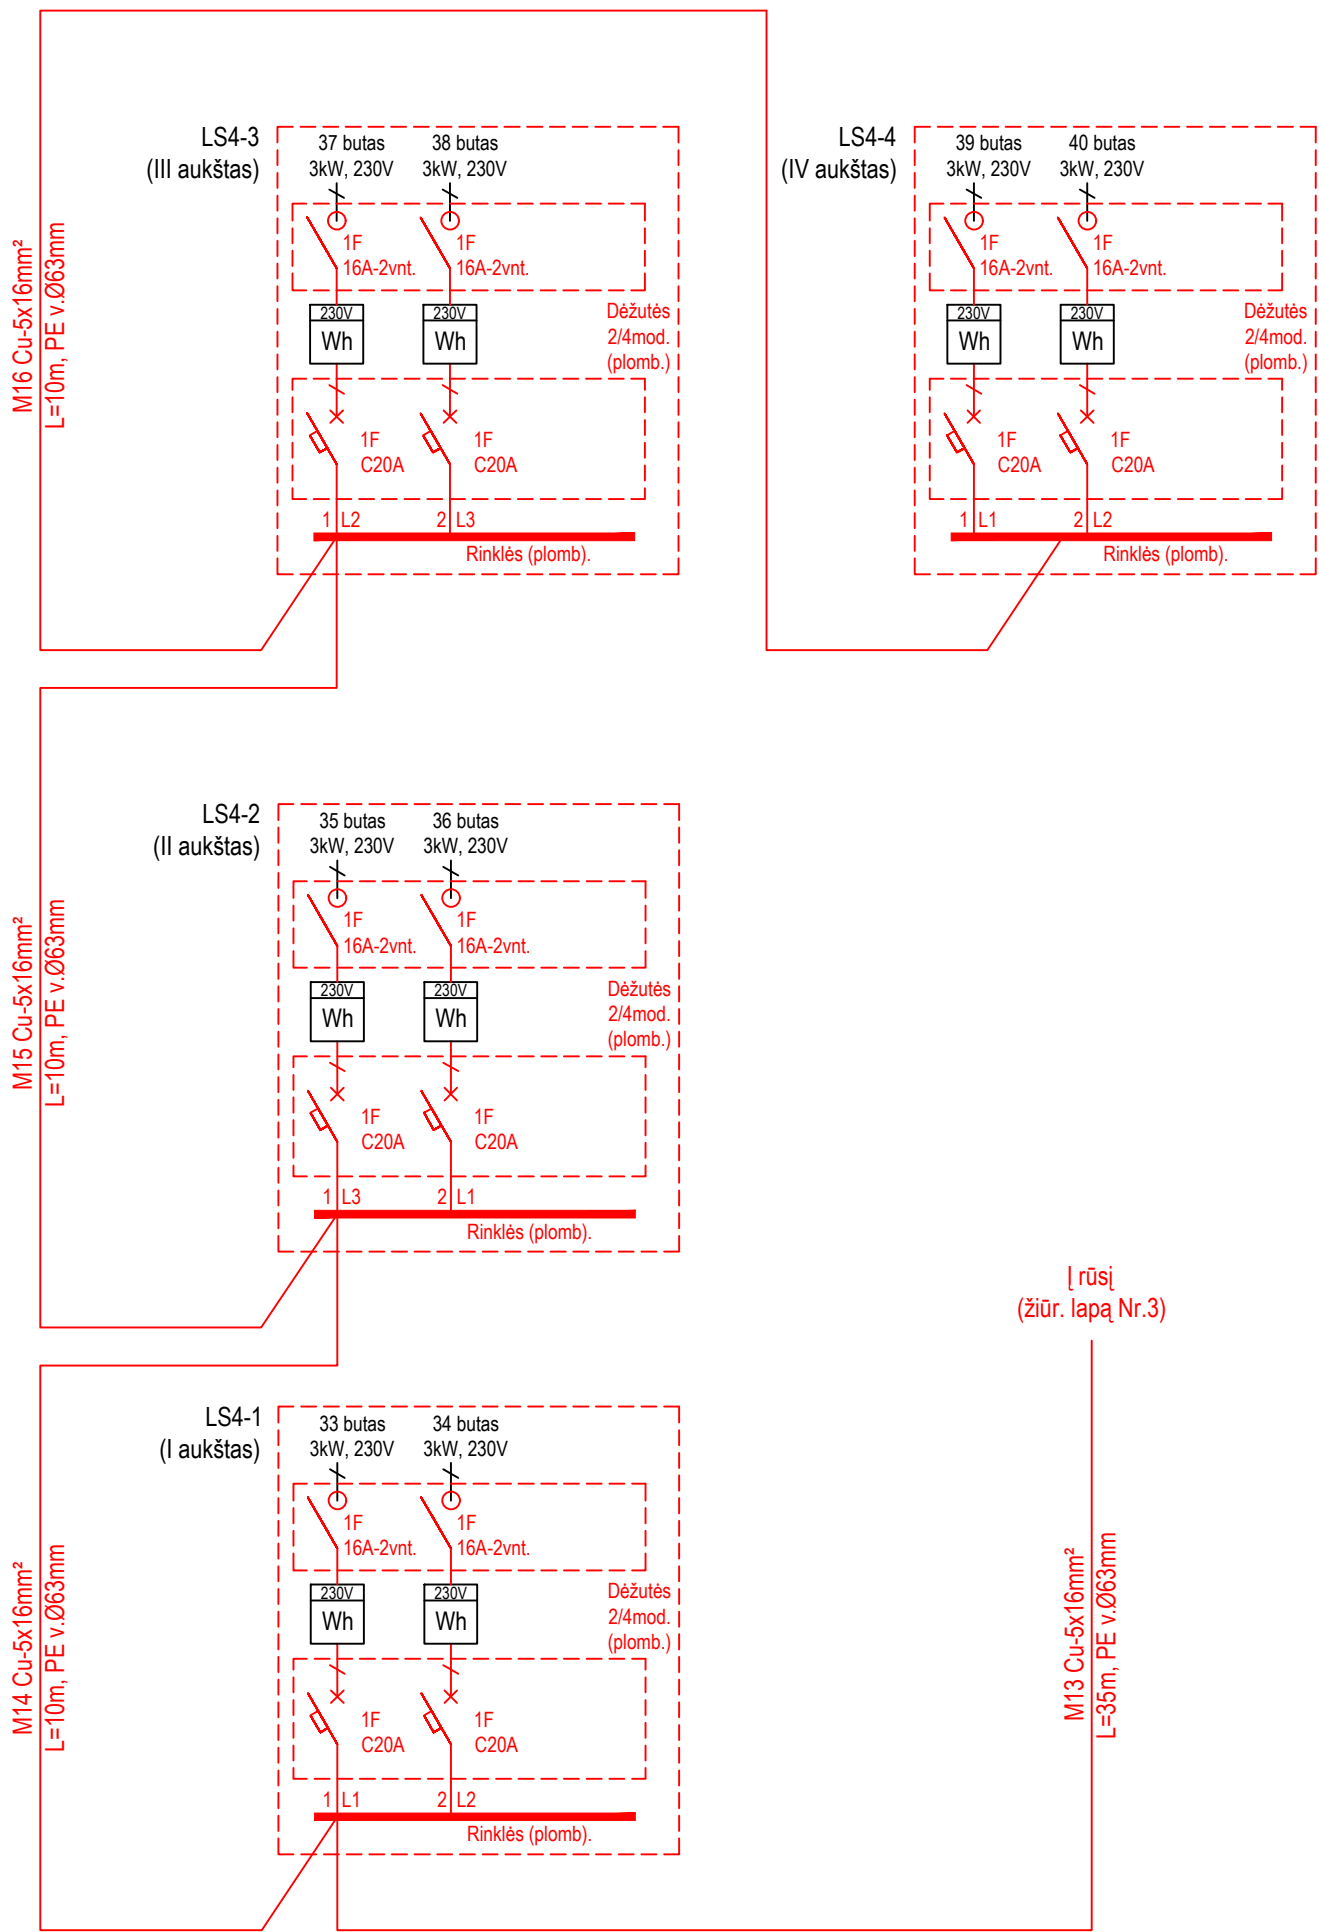 LS4-3
(III aukštas)
37 butas
3kW, 230V
38 butas
3kW, 230V
1F
16A-2vnt.
1F
16A-2vnt.
230V
Wh
230V
Wh
Dėžutės
2/4mod.
(plomb.)
1F
C20A
1F
C20A
1 L2
2 L3
Rinklės (plomb).
M16 Cu-5x16mm²
L=10m, PE v.Ø63mm
LS4-4
(IV aukštas)
39 butas
3kW, 230V
40 butas
3kW, 230V
1F
16A-2vnt.
1F
16A-2vnt.
230V
Wh
230V
Wh
Dėžutės
2/4mod.
(plomb.)
1F
C20A
1F
C20A
1 L1
2 L2
Rinklės (plomb).
LS4-2
(II aukštas)
35 butas
3kW, 230V
36 butas
3kW, 230V
1F
16A-2vnt.
1F
16A-2vnt.
230V
Wh
230V
Wh
Dėžutės
2/4mod.
(plomb.)
1F
C20A
1F
C20A
1 L3
2 L1
Rinklės (plomb).
M15 Cu-5x16mm²
L=10m, PE v.Ø63mm
Į rūsį
(žiūr. lapą Nr.3)
LS4-1
(I aukštas)
33 butas
3kW, 230V
34 butas
3kW, 230V
1F
16A-2vnt.
1F
16A-2vnt.
230V
Wh
230V
Wh
Dėžutės
2/4mod.
(plomb.)
1F
C20A
1F
C20A
1 L1
2 L2
Rinklės (plomb).
M14 Cu-5x16mm²
L=10m, PE v.Ø63mm
M13 Cu-5x16mm²
L=35m, PE v.Ø63mm